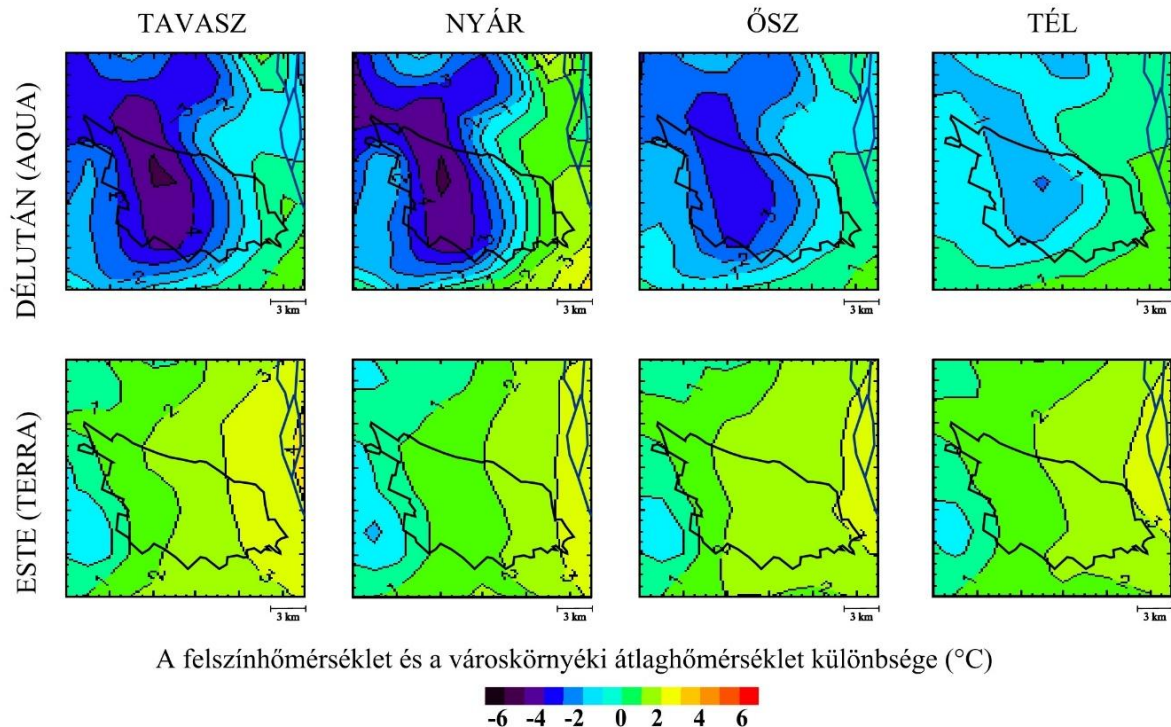 TAVASZ NYÁR ŐSZ TÉL
DÉLUTÁN (AQUA)
3 km 3 km 3 km 3 km
ESTE (TERRA)
3 km 3 km 3 km 3 km
A felszínhőmérséklet és a városkörnyéki átlaghőmérséklet különbsége (°C)
-6 -4 -2 0 2 4 6